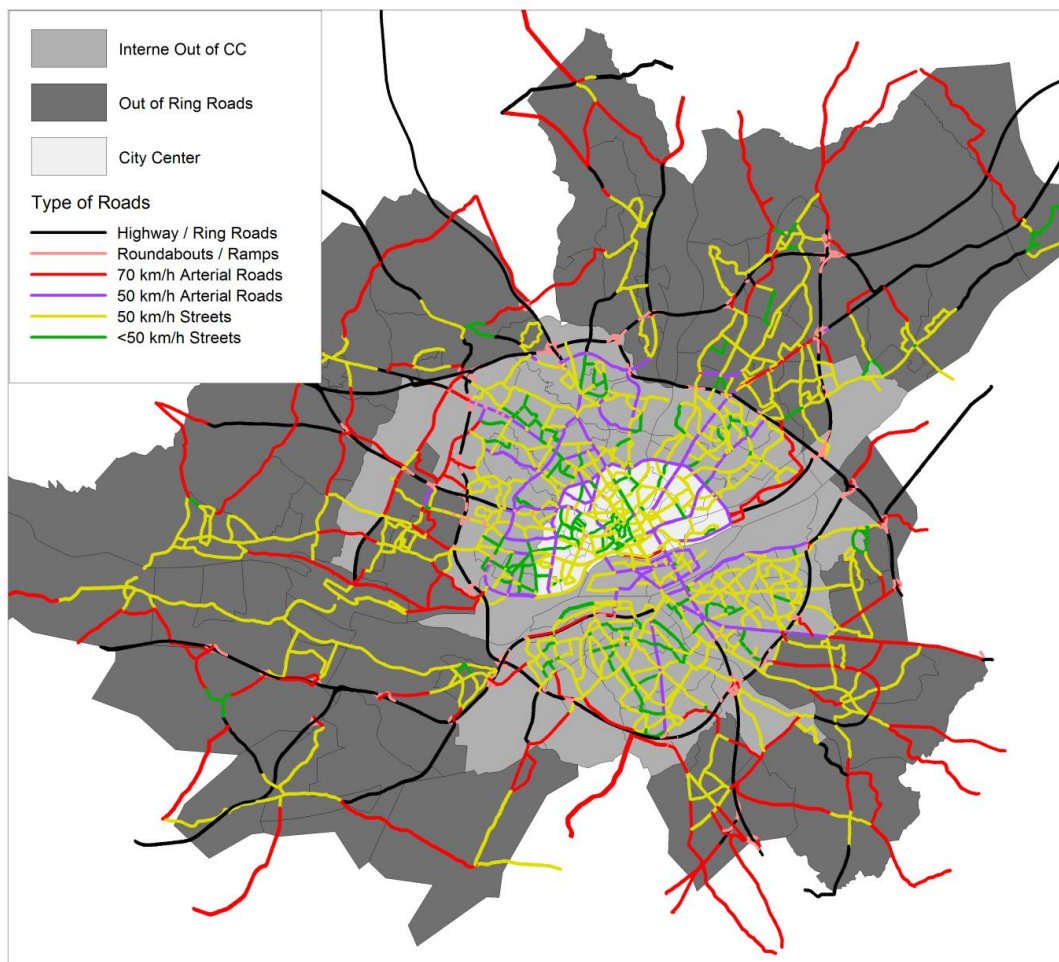 Interne Out of CC
Out of Ring Roads
City Center
Type of Roads
Highway / Ring Roads
Roundabouts / Ramps
70 km/h Arterial Roads
50 km/h Arterial Roads
50 km/h Streets
<50 km/h Streets